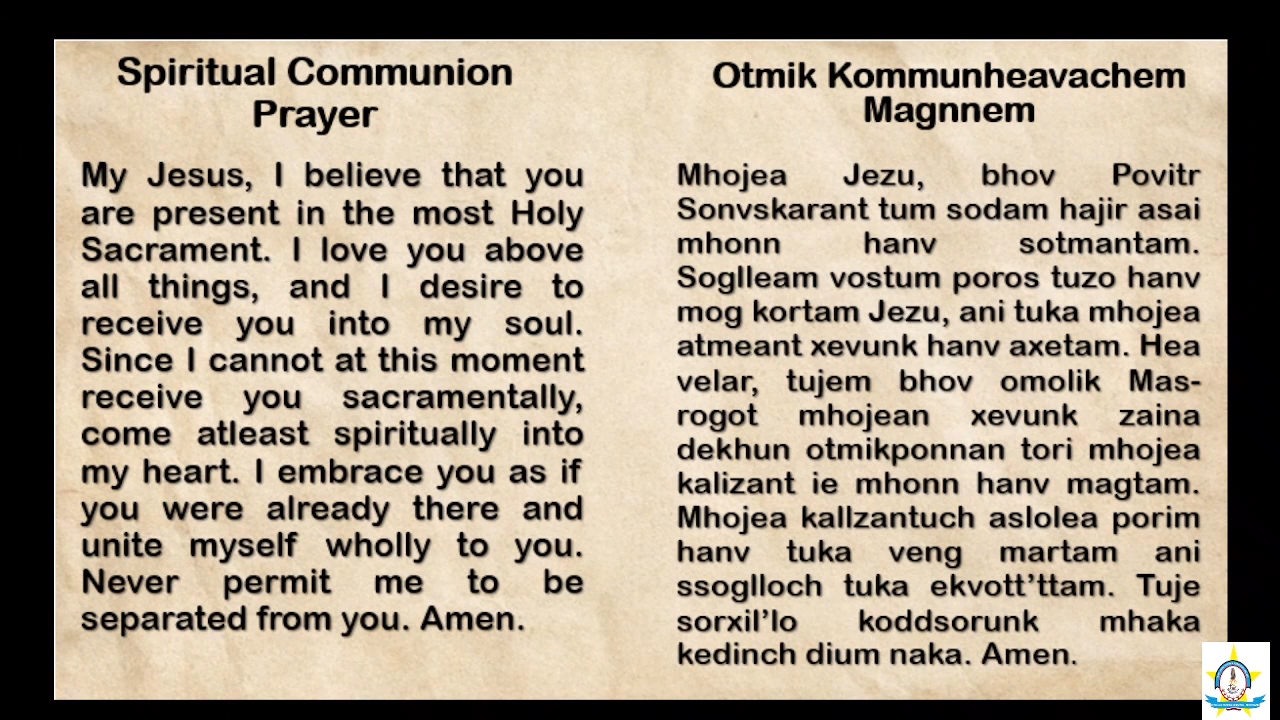 Spiritual Communion
Prayer
My Jesus, I believe that you
are present in the most Holy
Sacrament. I love you above
all things, and I desire to
receive you into my soul.
Since I cannot at this moment
receive you sacramentally,
come atleast spiritually into
my heart. I embrace you as if
you were already there and
unite myself wholly to you.
Never permit me to be
separated from you. Amen.
Otmik Kommunheavachem
Magnnem
Mhojea Jezu, bhov Povitr
Sonvskarant tum sodam hajir asai
mhonn hanv sotmantam.
Soglleam vostum poros tuzo hanv
mog kortam Jezu, ani tuka mhojea
atmeant xevunk hanv axetam. Hea
velar, tujem bhov omolik Mas-
rogot mhojean xevunk zaina
dekhun otmikponnan tori mhojea
kalizant ie mhonn hanv magtam.
Mhojea kallzantuch aslolea porim
hanv tuka veng martam ani
ssoglloch tuka ekvott’ttam. Tuje
sorxil’lo koddsorunk mhaka
kedinch dium naka. Amen.